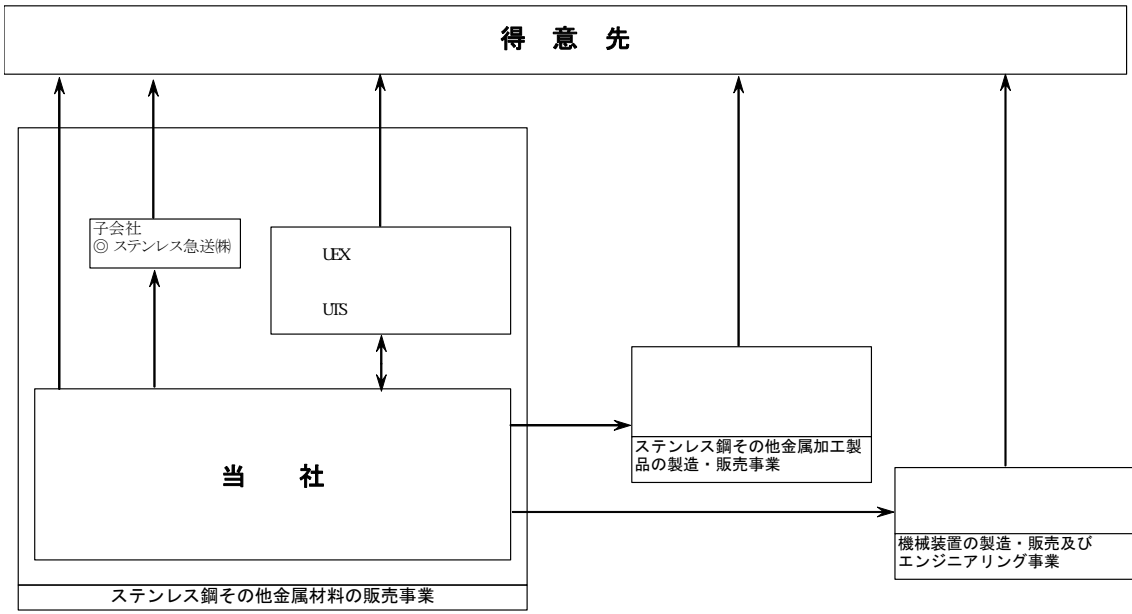 得 意 先
子会社
◎ ステンレス急送㈱
UEX
UTS
当 社
ステンレス鋼その他金属加工製
品の製造・販売事業
機械装置の製造・販売及び
エンジニアリング事業
ステンレス鋼その他金属材料の販売事業